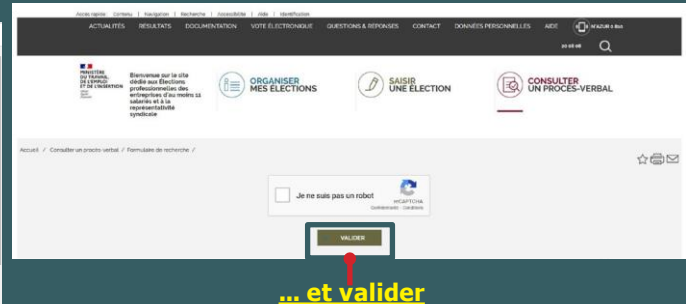 Accès rapide : Contenu | Navigation | Recherche | Accessibilité | Aide | Identification
ACTUALITÉS RÉSULTATS DOCUMENTATION VOTE ÉLECTRONIQUE QUESTIONS & RÉPONSES CONTACT DONNÉES PERSONNELLES AIDE
MINISTÈRE
DU TRAVAIL,
DE L'EMPLOI
ET DE L'INSERTION
Bienvenue sur le site
dédié aux Élections
professionnelles des
entreprises d'au moins 11
salariés et à la
représentativité
syndicale
ORGANISER
MES ÉLECTIONS
SAISIR
UNE ÉLECTION
CONSULTER
UN PROCÈS-VERBAL
Accueil / Consulter un procès-verbal / Formulaire de recherche /
Je ne suis pas un robot
reCAPTCHA
Confidentialité - Conditions
VALIDER
... et valider